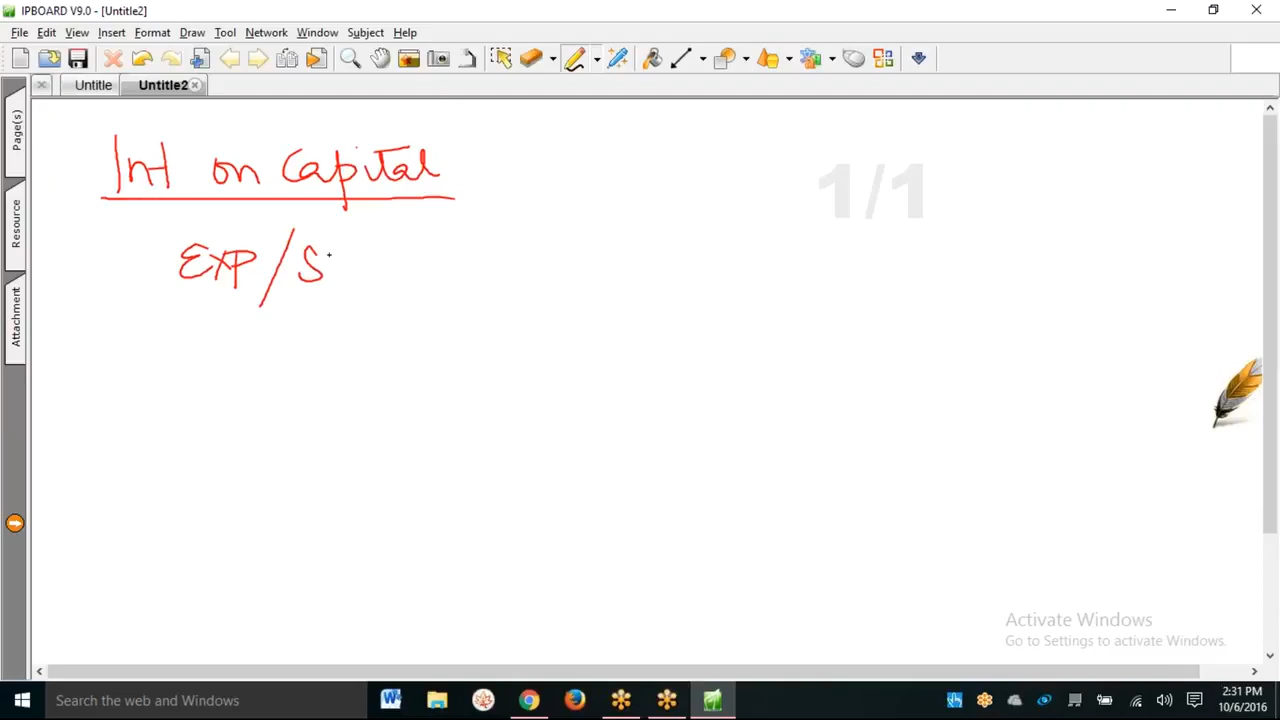 IPBOARD V9.0 - [Untitle2]
File Edit View Insert Format Draw Tool Network Window Subject Help
Untitle Untitle2
Page(s)
Resource
Attachment
Int on Capital
1/1
EXP/S
Activate Windows
Go to Settings to activate Windows.
Search the web and Windows
2:31 PM
10/6/2016